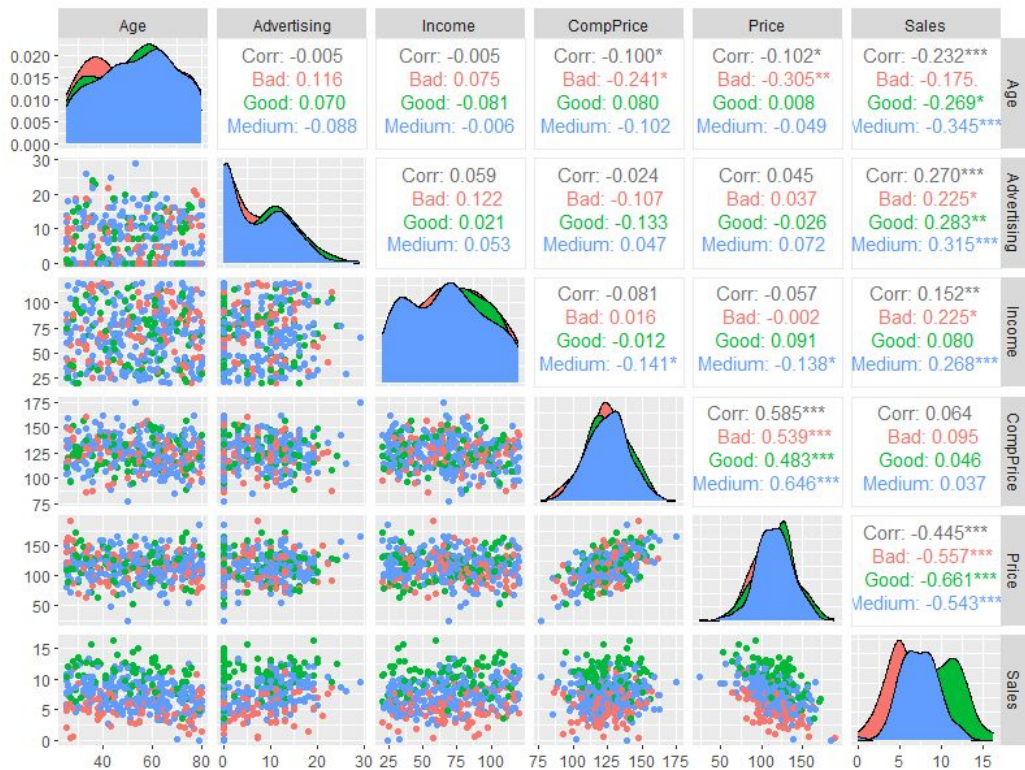 Age Advertising Income CompPrice Price Sales
0.020
0.015
0.010
0.005
0.000
Corr: -0.005
Bad: 0.116
Good: 0.070
Medium: -0.088
Corr: -0.005
Bad: 0.075
Good: -0.081
Medium: -0.006
Corr: -0.100*
Bad: -0.241*
Good: 0.080
Medium: -0.102
Corr: -0.102*
Bad: -0.305**
Good: 0.008
Medium: -0.049
Corr: -0.232***
Bad: -0.175.
Good: -0.269*
Medium: -0.345***
Age
30
20
10
0
Corr: 0.059
Bad: 0.122
Good: 0.021
Medium: 0.053
Corr: -0.024
Bad: -0.107
Good: -0.133
Medium: 0.047
Corr: 0.045
Bad: 0.037
Good: -0.026
Medium: 0.072
Corr: 0.270***
Bad: 0.225*
Good: 0.283**
Medium: 0.315***
Advertising
100
75
50
25
Corr: -0.081
Bad: 0.016
Good: -0.012
Medium: -0.141*
Corr: -0.057
Bad: -0.002
Good: 0.091
Medium: -0.138*
Corr: 0.152**
Bad: 0.225*
Good: 0.080
Medium: 0.268***
Income
175
150
125
100
75
Corr: 0.585***
Bad: 0.539***
Good: 0.483***
Medium: 0.646***
Corr: 0.064
Bad: 0.095
Good: 0.046
Medium: 0.037
CompPrice
150
100
50
Corr: -0.445***
Bad: -0.557***
Good: -0.661***
Medium: -0.543***
Price
15
10
5
0
Sales
40 60 80 0 10 20 30 25 50 75 100 75 100 125 150 175 50 100 150 0 5 10 15